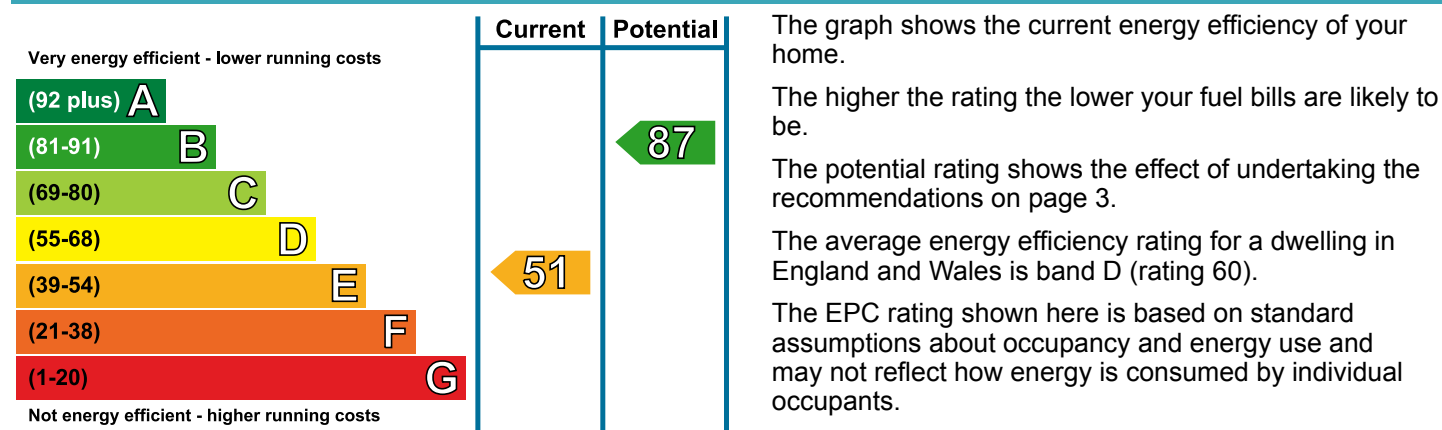 Current Potential
Very energy efficient - lower running costs
(92 plus) A
(81-91) B
87
(69-80) C
(55-68) D
(39-54) E
51
(21-38) F
(1-20) G
Not energy efficient - higher running costs
The graph shows the current energy efficiency of your
home.
The higher the rating the lower your fuel bills are likely to
be.
The potential rating shows the effect of undertaking the
recommendations on page 3.
The average energy efficiency rating for a dwelling in
England and Wales is band D (rating 60).
The EPC rating shown here is based on standard
assumptions about occupancy and energy use and
may not reflect how energy is consumed by individual
occupants.